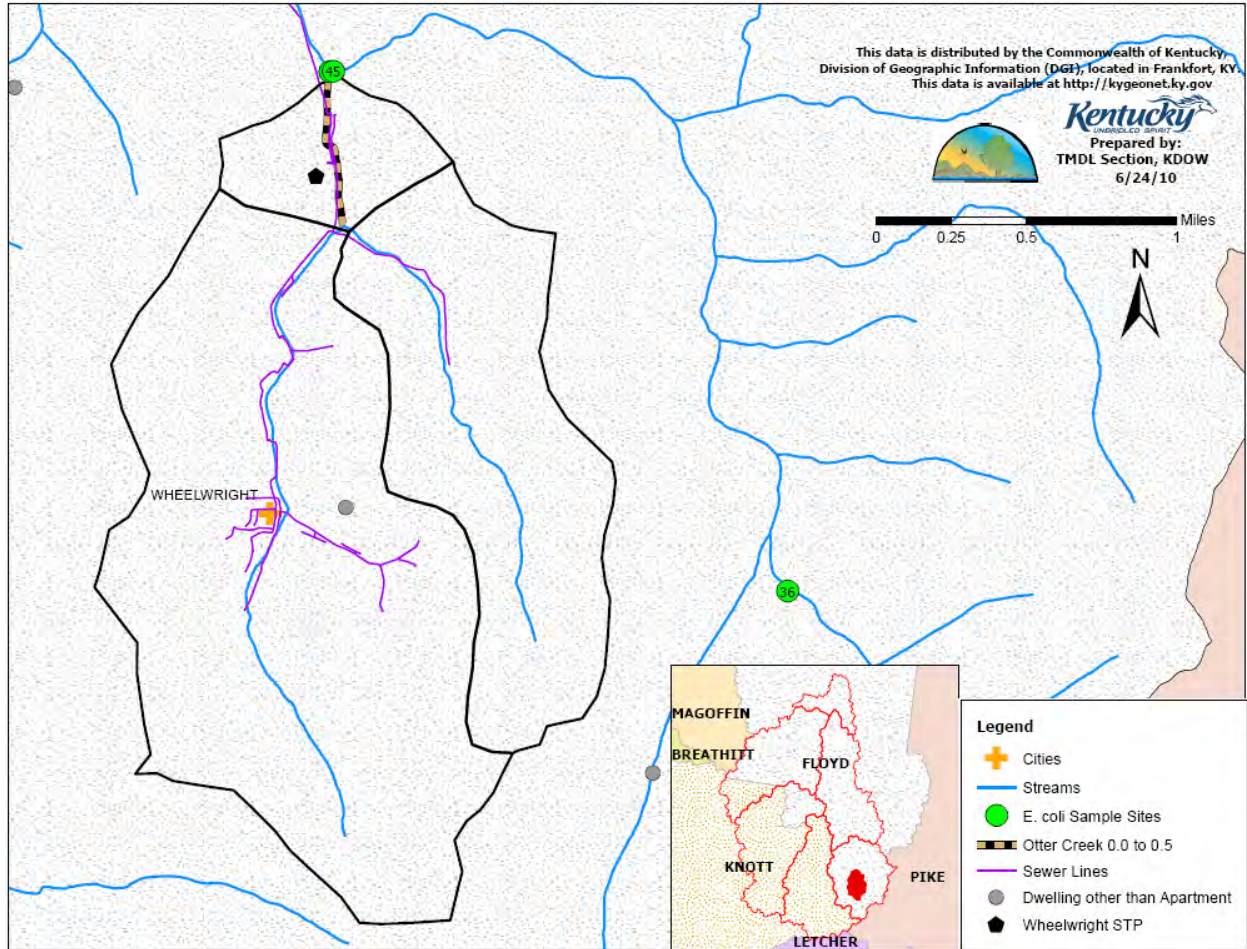 45
This data is distributed by the Commonwealth of Kentucky,
Division of Geographic Information (DGI), located in Frankfort, KY.
This data is available at http://kygeonet.ky.gov
Kentucky
UNBRIDLED SPIRIT
Prepared by:
TMDL Section, KDOW
6/24/10
Miles
0 0.25 0.5 1
N
WHEELWRIGHT
36
MAGOFFIN
BREATHITT
FLOYD
KNOTT
PIKE
LETCHER
Legend
Cities
Streams
E. coli Sample Sites
Otter Creek 0.0 to 0.5
Sewer Lines
Dwelling other than Apartment
Wheelwright STP